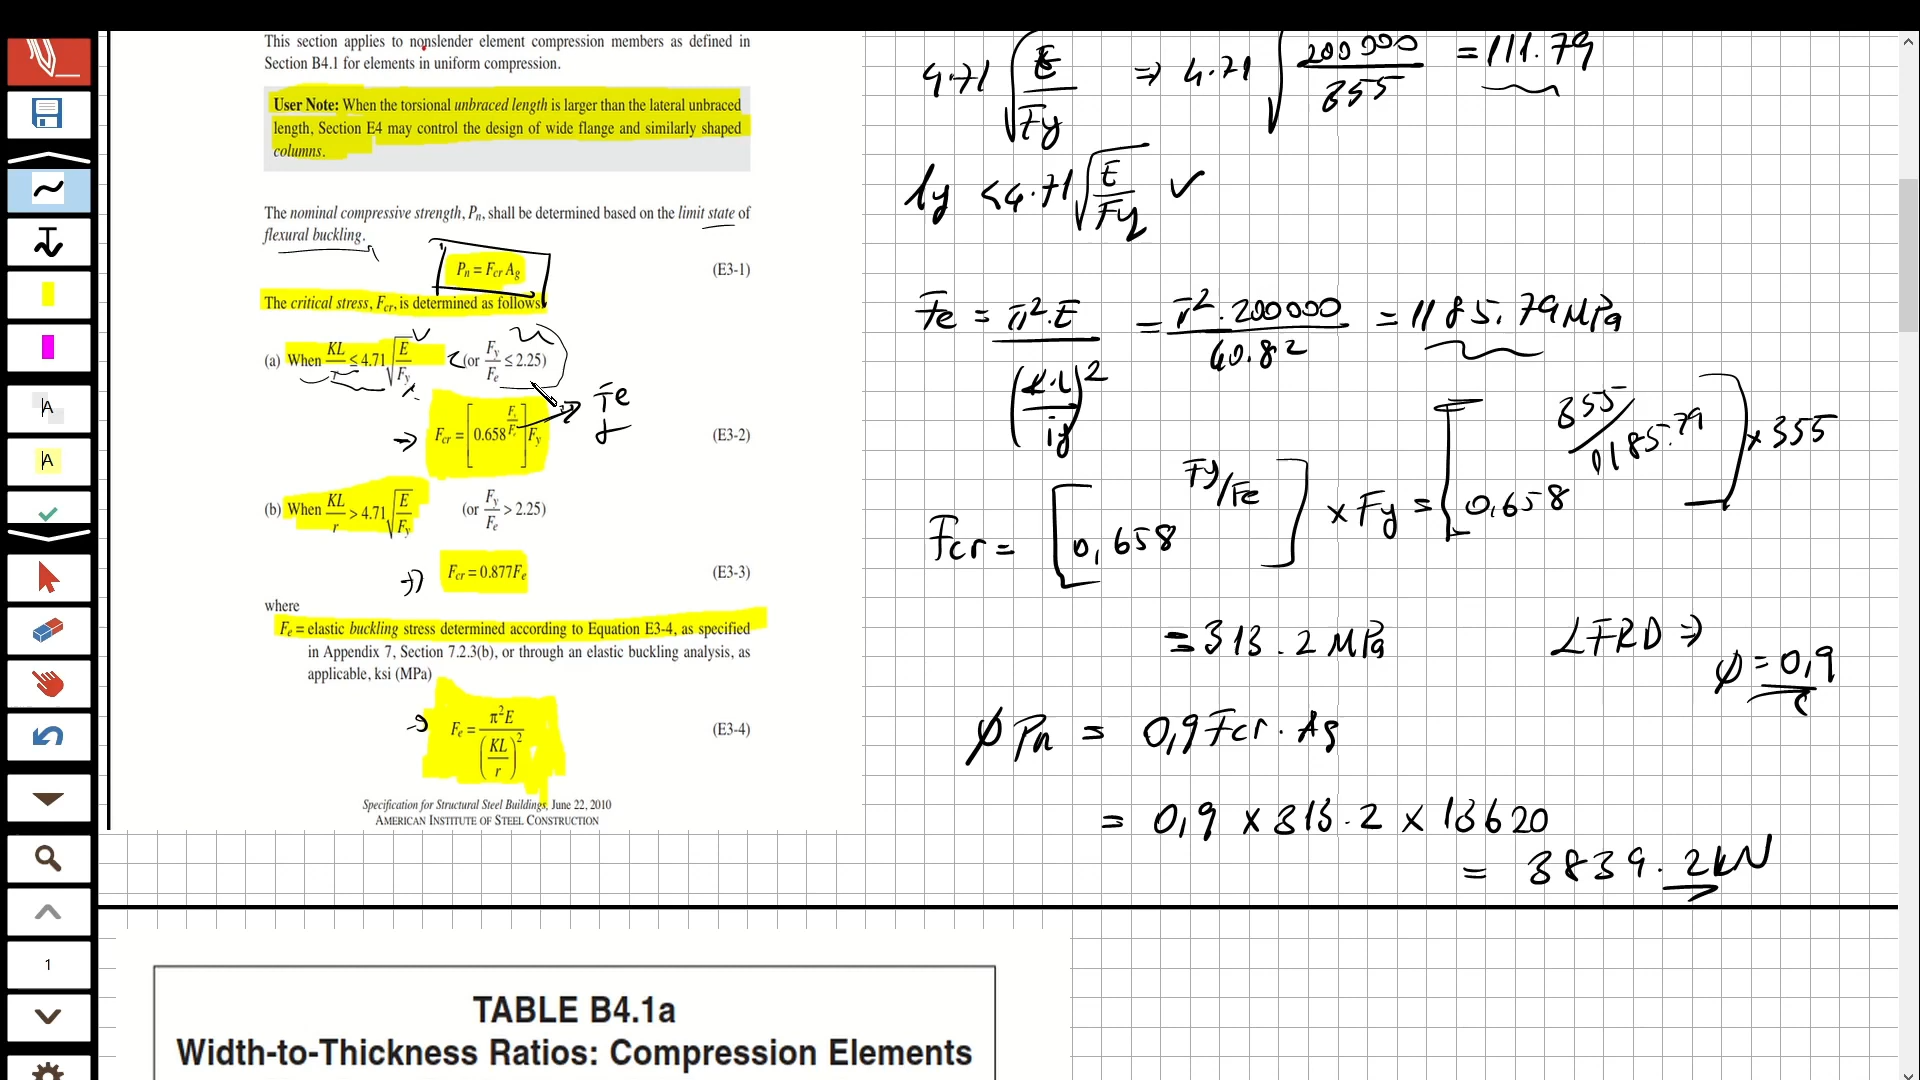 This section applies to nonslender element compression members as defined in
Section B4.1 for elements in uniform compression.
User Note: When the torsional unbraced length is larger than the lateral unbraced
length, Section E4 may control the design of wide flange and similarly shaped
columns.
The nominal compressive strength, Pn, shall be determined based on the limit state of
flexural buckling.
Pn = Fcr Ag (E3-1)
The critical stress, Fcr, is determined as follows:
(a) When KL/r ≤ 4.71√(E/Fy) (or Fy/Fe ≤ 2.25)
Fe
Fcr = [0.658^(Fy/Fe)] Fy (E3-2)
(b) When KL/r > 4.71√(E/Fy) (or Fy/Fe > 2.25)
Fcr = 0.877Fe (E3-3)
where
Fe = elastic buckling stress determined according to Equation E3-4, as specified
in Appendix 7, Section 7.2.3(b), or through an elastic buckling analysis, as
applicable, ksi (MPa)
Fe = π²E/(KL/r)² (E3-4)
Specification for Structural Steel Buildings, June 22, 2010
AMERICAN INSTITUTE OF STEEL CONSTRUCTION
4.71 √(E/Fy) ⇒ 4.71 √(200000/355) = 111.79
λy < 4.71 √(E/Fy) ✓
Fe = π².E/(k.L/iy)² = π².200000/40.8² = 1185.79 MPa
Fcr = [0,658^(Fy/Fe)] × Fy = [0,658^(355/1185.79)] × 355
= 313.2 MPa LFRD ⇒ φ = 0,9
φPn = 0,9 Fcr . Ag
= 0,9 × 313.2 × 13620
= 3839.2 kN
1
TABLE B4.1a
Width-to-Thickness Ratios: Compression Elements